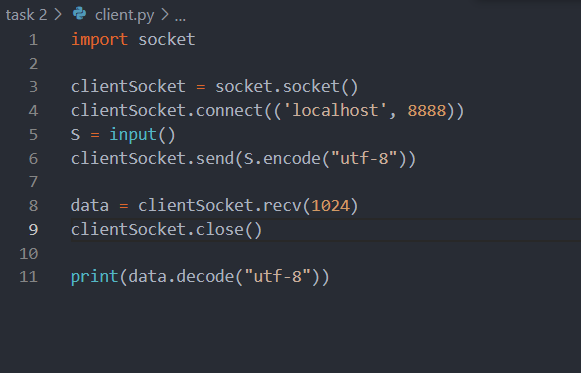 task 2 > client.py > ...
1 import socket
2
3 clientSocket = socket.socket()
4 clientSocket.connect(('localhost', 8888))
5 S = input()
6 clientSocket.send(S.encode("utf-8"))
7
8 data = clientSocket.recv(1024)
9 clientSocket.close()
10
11 print(data.decode("utf-8"))